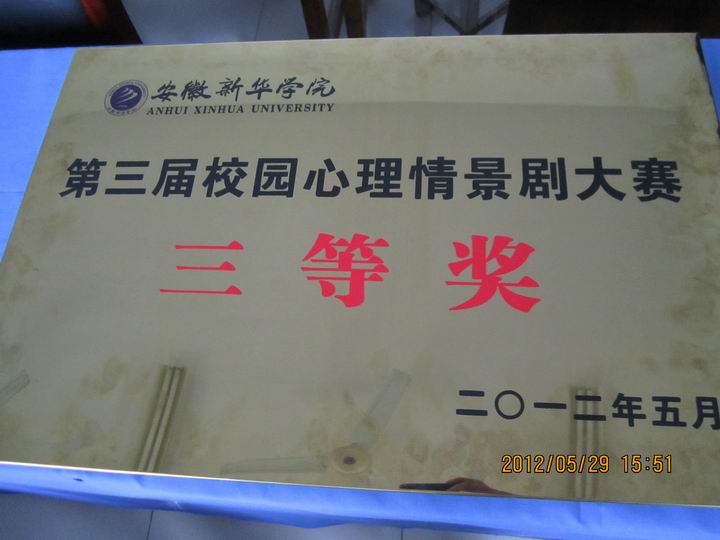 安徽新华学院
ANHUI XINHUA UNIVERSITY
第三届校园心理情景剧大赛
三等奖
二〇一二年五月
2012/05/29 15:51